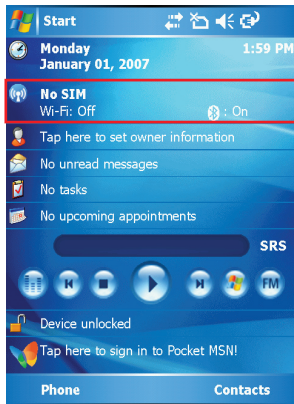 Start
Monday 1:59 PM
January 01, 2007
No SIM
Wi-Fi: Off : On
Tap here to set owner information
No unread messages
No tasks
No upcoming appointments
SRS
FM
Device unlocked
Tap here to sign in to Pocket MSN!
Phone Contacts